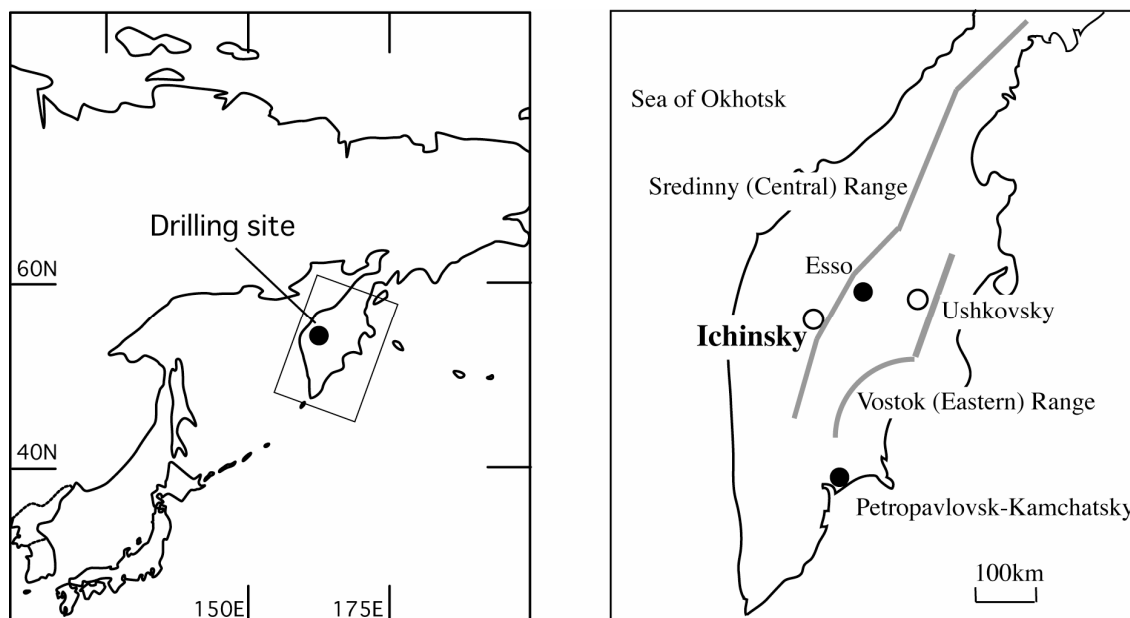 Drilling site
60N
40N
150E
175E
Sea of Okhotsk
Sredinny (Central) Range
Esso
Ushkovsky
Ichinsky
Vostok (Eastern) Range
Petropavlovsk-Kamchatsky
100km